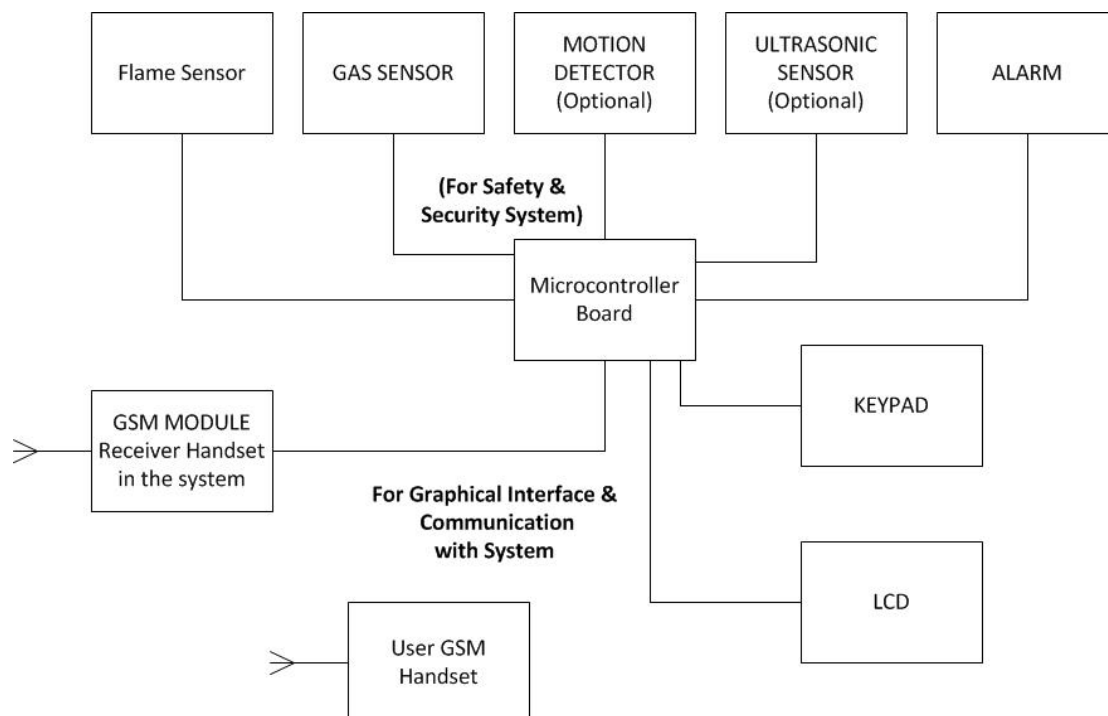 Flame Sensor
GAS SENSOR
MOTION
DETECTOR
(Optional)
ULTRASONIC
SENSOR
(Optional)
ALARM
(For Safety &
Security System)
Microcontroller
Board
KEYPAD
GSM MODULE
Receiver Handset
in the system
For Graphical Interface &
Communication
with System
LCD
User GSM
Handset